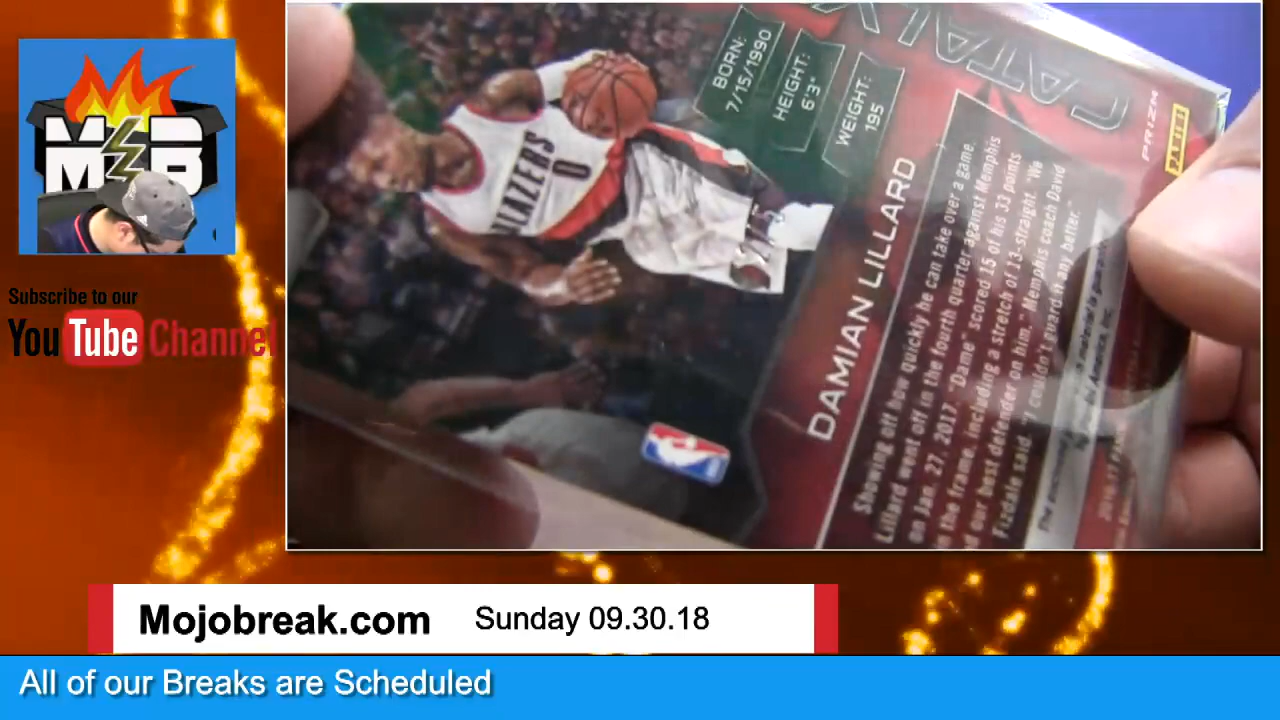 M B
M B
Subscribe to our
YouTube Channel
BORN:
7/15/1990
HEIGHT:
6'3"
WEIGHT:
195
PRIZM
PANINI
BLAZERS
0
DAMIAN LILLARD
Showing off how quickly he can take over a game,
Lillard went off in the fourth quarter against Memphis
on Jan. 27, 2017. "Dame" scored 15 of his 33 points
in the frame, including a stretch of 13-straight. "We
our best defender on him," Memphis coach David
Fizdale said. couldn't guard it any better."
Mojobreak.com
Sunday 09.30.18
All of our Breaks are Scheduled